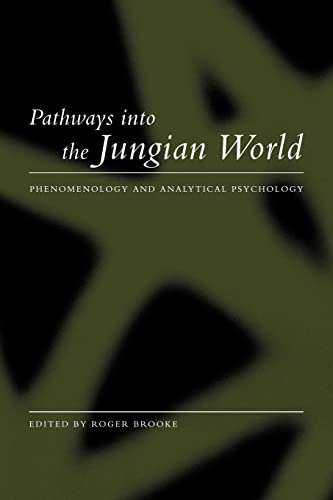 Pathways into
the Jungian World
PHENOMENOLOGY AND ANALYTICAL PSYCHOLOGY
EDITED BY ROGER BROOKE